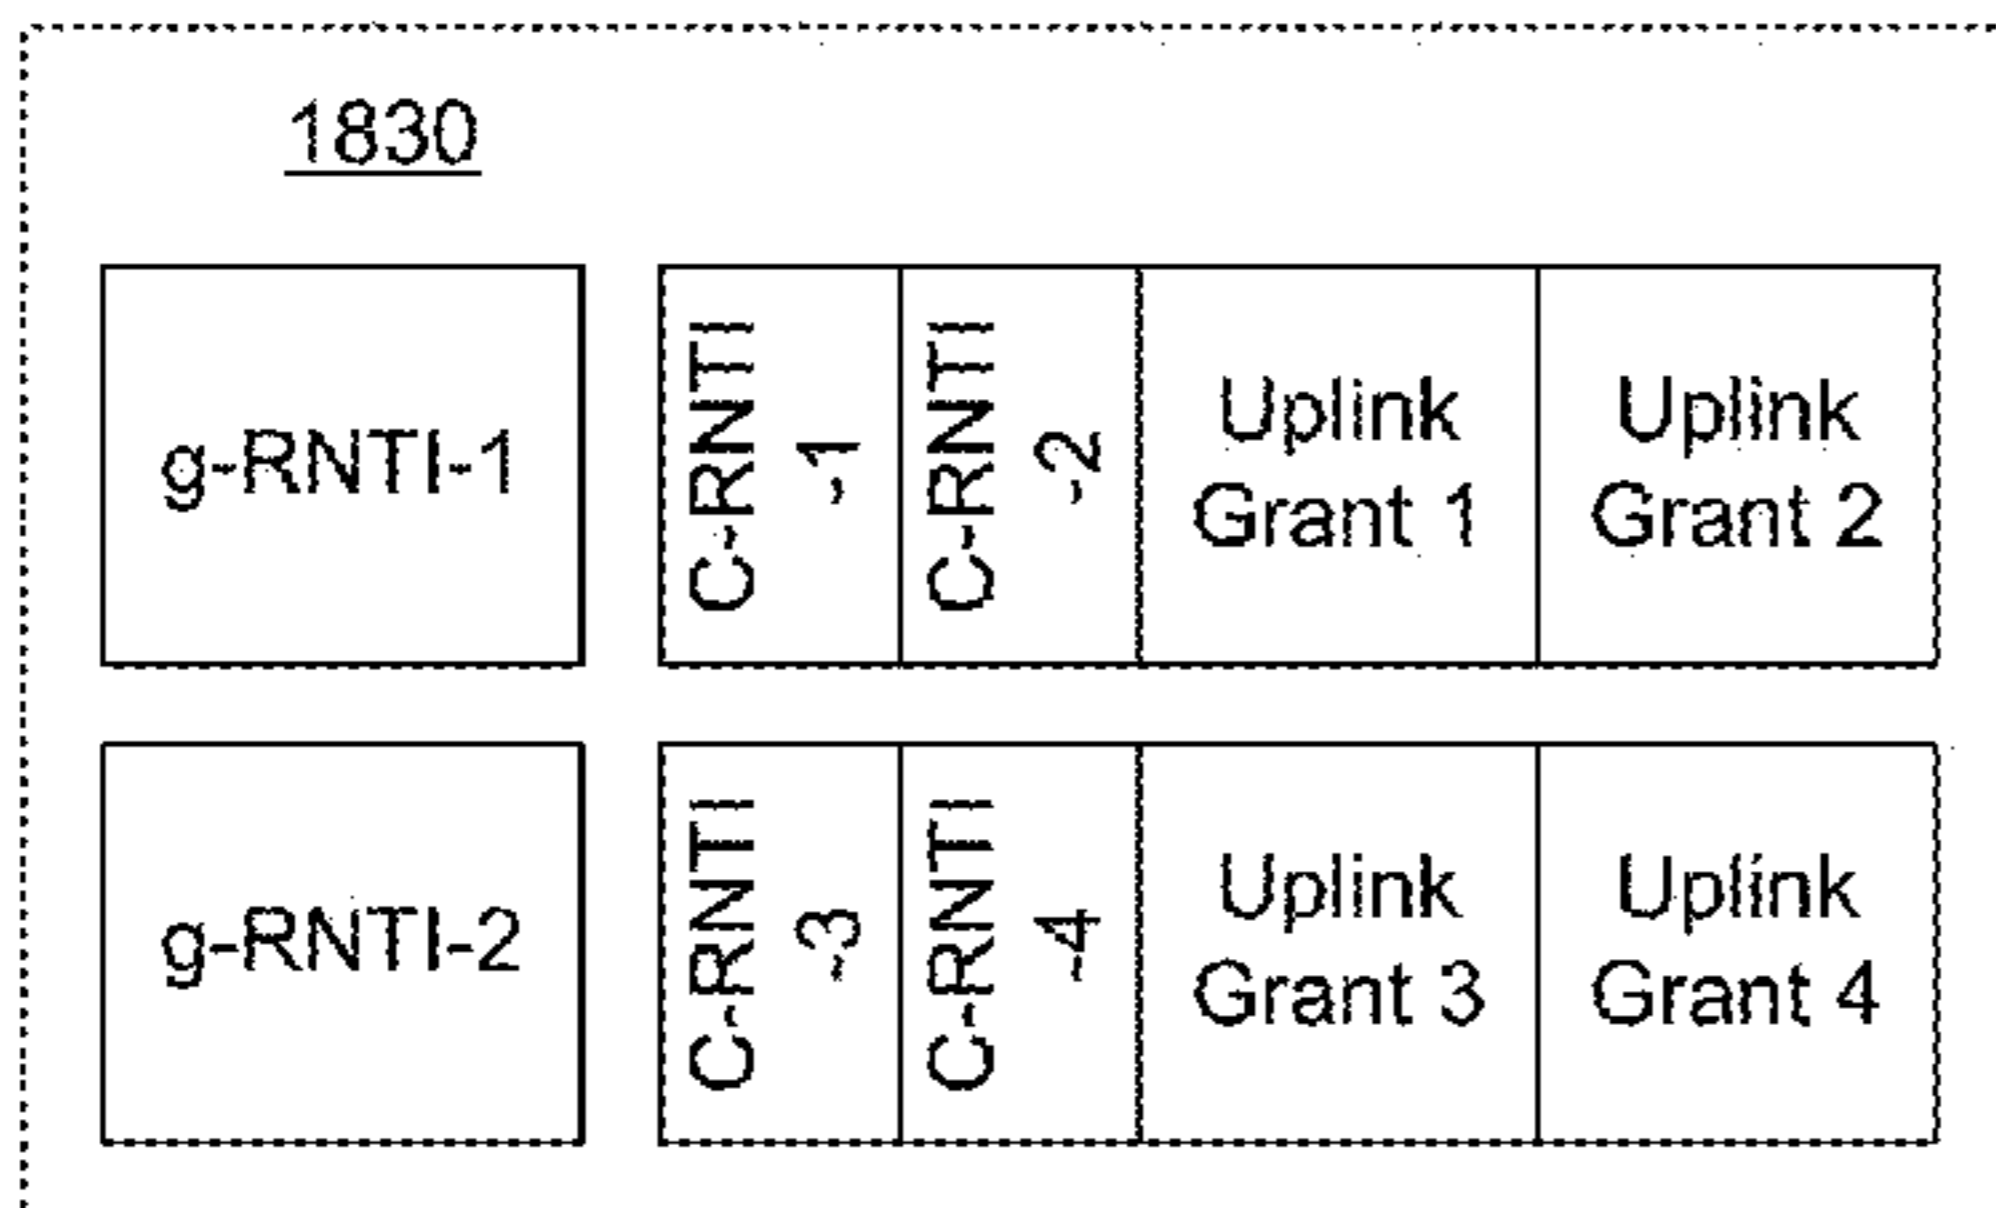 1830
g-RNTI-1
C-RNTI
-1
C-RNTI
-2
Uplink
Grant 1
Uplink
Grant 2
g-RNTI-2
C-RNTI
-3
C-RNTI
-4
Uplink
Grant 3
Uplink
Grant 4